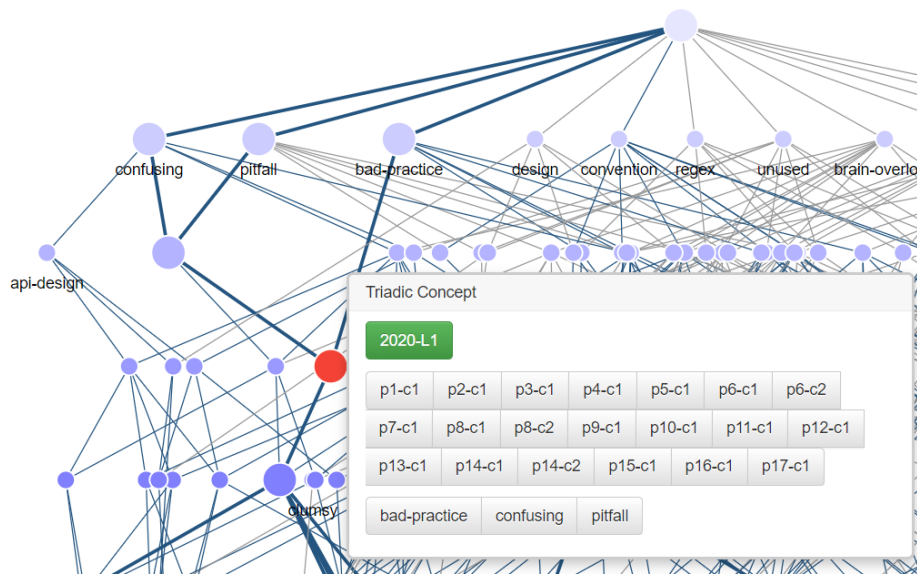 confusing pitfall bad-practice design convention regex unused brain-overlo
api-design
Triadic Concept
2020-L1
p1-c1 p2-c1 p3-c1 p4-c1 p5-c1 p6-c1 p6-c2
p7-c1 p8-c1 p8-c2 p9-c1 p10-c1 p11-c1 p12-c1
p13-c1 p14-c1 p14-c2 p15-c1 p16-c1 p17-c1
clumsy
bad-practice confusing pitfall